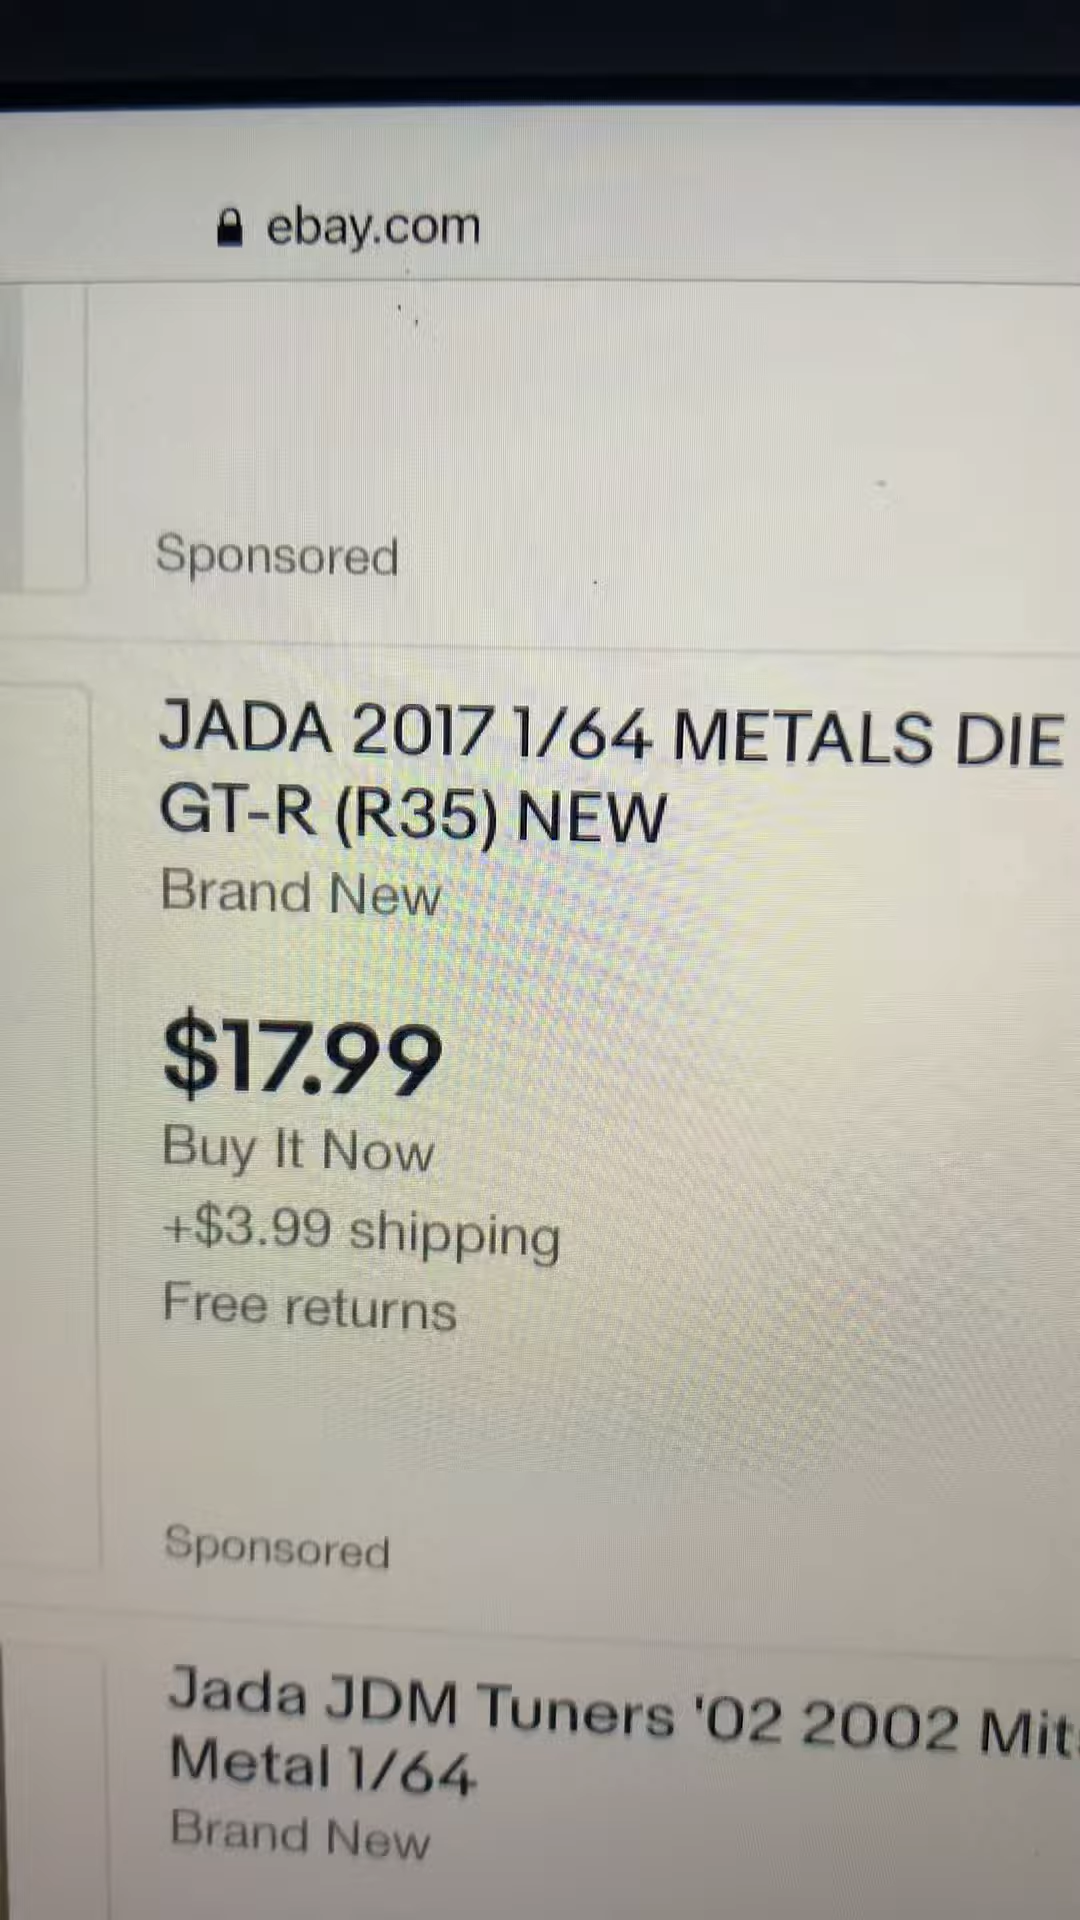 ebay.com
Sponsored
JADA 2017 1/64 METALS DIE
GT-R (R35) NEW
Brand New
$17.99
Buy It Now
+$3.99 shipping
Free returns
Sponsored
Jada JDM Tuners '02 2002 Mits
Metal 1/64
Brand New